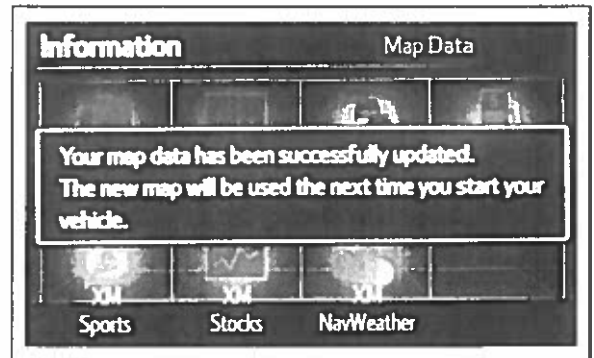 Information
Map Data
Your map data has been successfully updated.
The new map will be used the next time you start your
vehicle.
XM
XM
XM
Sports
Stocks
NavWeather